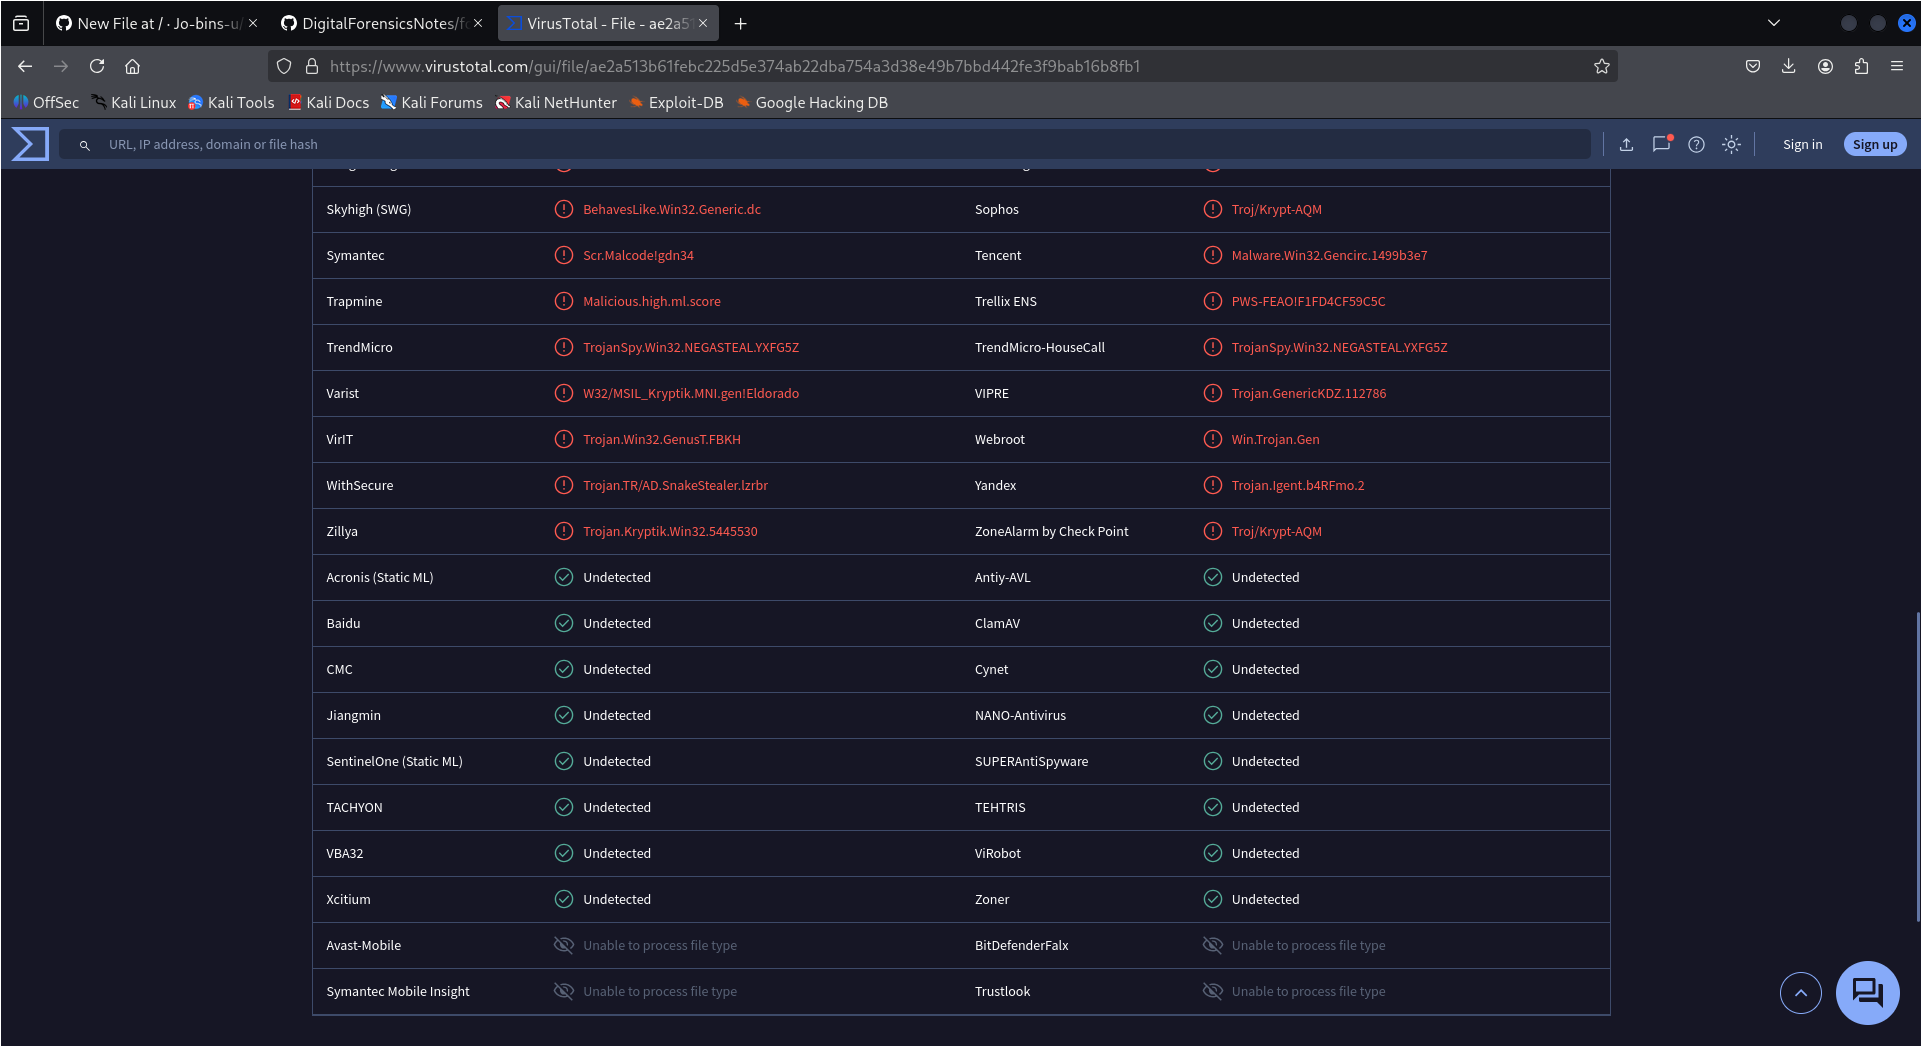 New File at / · Jo-bins-u/
DigitalForensicsNotes/fo
VirusTotal - File - ae2a51
https://www.virustotal.com/gui/file/ae2a513b61febc225d5e374ab22dba754a3d38e49b7bbd442fe3f9bab16b8fb1
OffSec Kali Linux Kali Tools Kali Docs Kali Forums Kali NetHunter Exploit-DB Google Hacking DB
URL, IP address, domain or file hash Sign in Sign up
Skyhigh (SWG) BehavesLike.Win32.Generic.dc Sophos Troj/Krypt-AQM
Symantec Scr.Malcode!gdn34 Tencent Malware.Win32.Gencirc.1499b3e7
Trapmine Malicious.high.ml.score Trellix ENS PWS-FEAO!F1FD4CF59C5C
TrendMicro TrojanSpy.Win32.NEGASTEAL.YXFG5Z TrendMicro-HouseCall TrojanSpy.Win32.NEGASTEAL.YXFG5Z
Varist W32/MSIL_Kryptik.MNI.gen!Eldorado VIPRE Trojan.GenericKDZ.112786
VirIT Trojan.Win32.GenusT.FBKH Webroot Win.Trojan.Gen
WithSecure Trojan.TR/AD.SnakeStealer.lzrbr Yandex Trojan.Igent.b4RFmo.2
Zillya Trojan.Kryptik.Win32.5445530 ZoneAlarm by Check Point Troj/Krypt-AQM
Acronis (Static ML) Undetected Antiy-AVL Undetected
Baidu Undetected ClamAV Undetected
CMC Undetected Cynet Undetected
Jiangmin Undetected NANO-Antivirus Undetected
SentinelOne (Static ML) Undetected SUPERAntiSpyware Undetected
TACHYON Undetected TEHTRIS Undetected
VBA32 Undetected ViRobot Undetected
Xcitium Undetected Zoner Undetected
Avast-Mobile Unable to process file type BitDefenderFalx Unable to process file type
Symantec Mobile Insight Unable to process file type Trustlook Unable to process file type